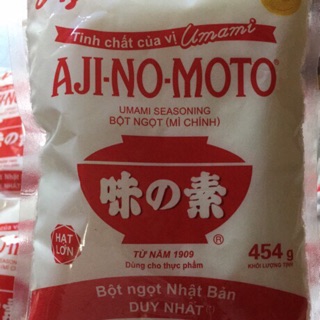 Tinh chất của vị umami
AJI-NO-MOTO®
UMAMI SEASONING
BỘT NGỌT (MÌ CHÍNH)
味の素
®
HẠT LỚN
TỪ NĂM 1909
Dùng cho thực phẩm
454 g
KHỐI LƯỢNG TỊNH
Bột ngọt Nhật Bản
DUY NHẤT